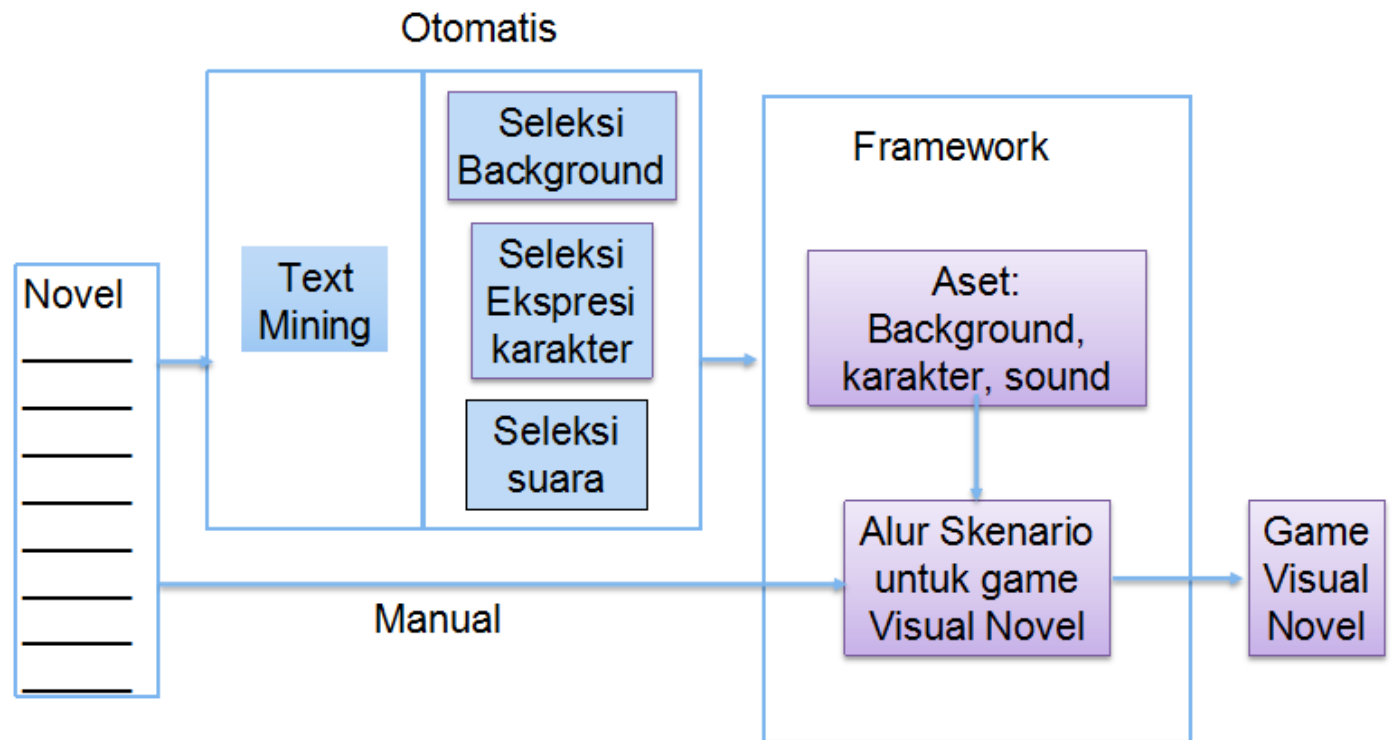 Otomatis
Seleksi
Background
Framework
Novel
Text
Mining
Seleksi
Ekspresi
karakter
Aset:
Background,
karakter, sound
Seleksi
suara
Alur Skenario
untuk game
Visual Novel
Game
Visual
Novel
Manual